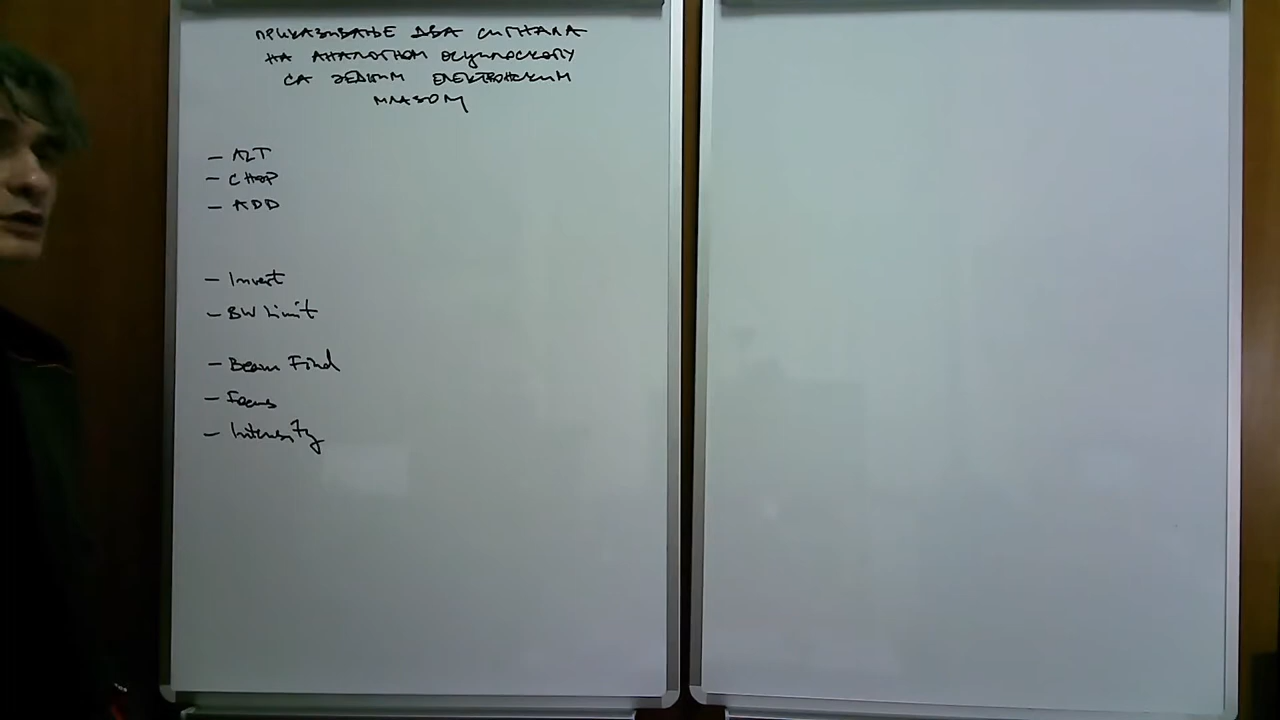 ПРИКАЗИВАЊЕ ДВА СИГНАЛА
НА АНАЛОГНОМ ОСЦИЛОСКОПУ
СА ЈЕДНИМ ЕЛЕКТРОНСКИМ
МЛАЗОМ
- ALT
- CHOP
- ADD
- Invert
- BW Limit
- Beam Find
- Focus
- Intensity